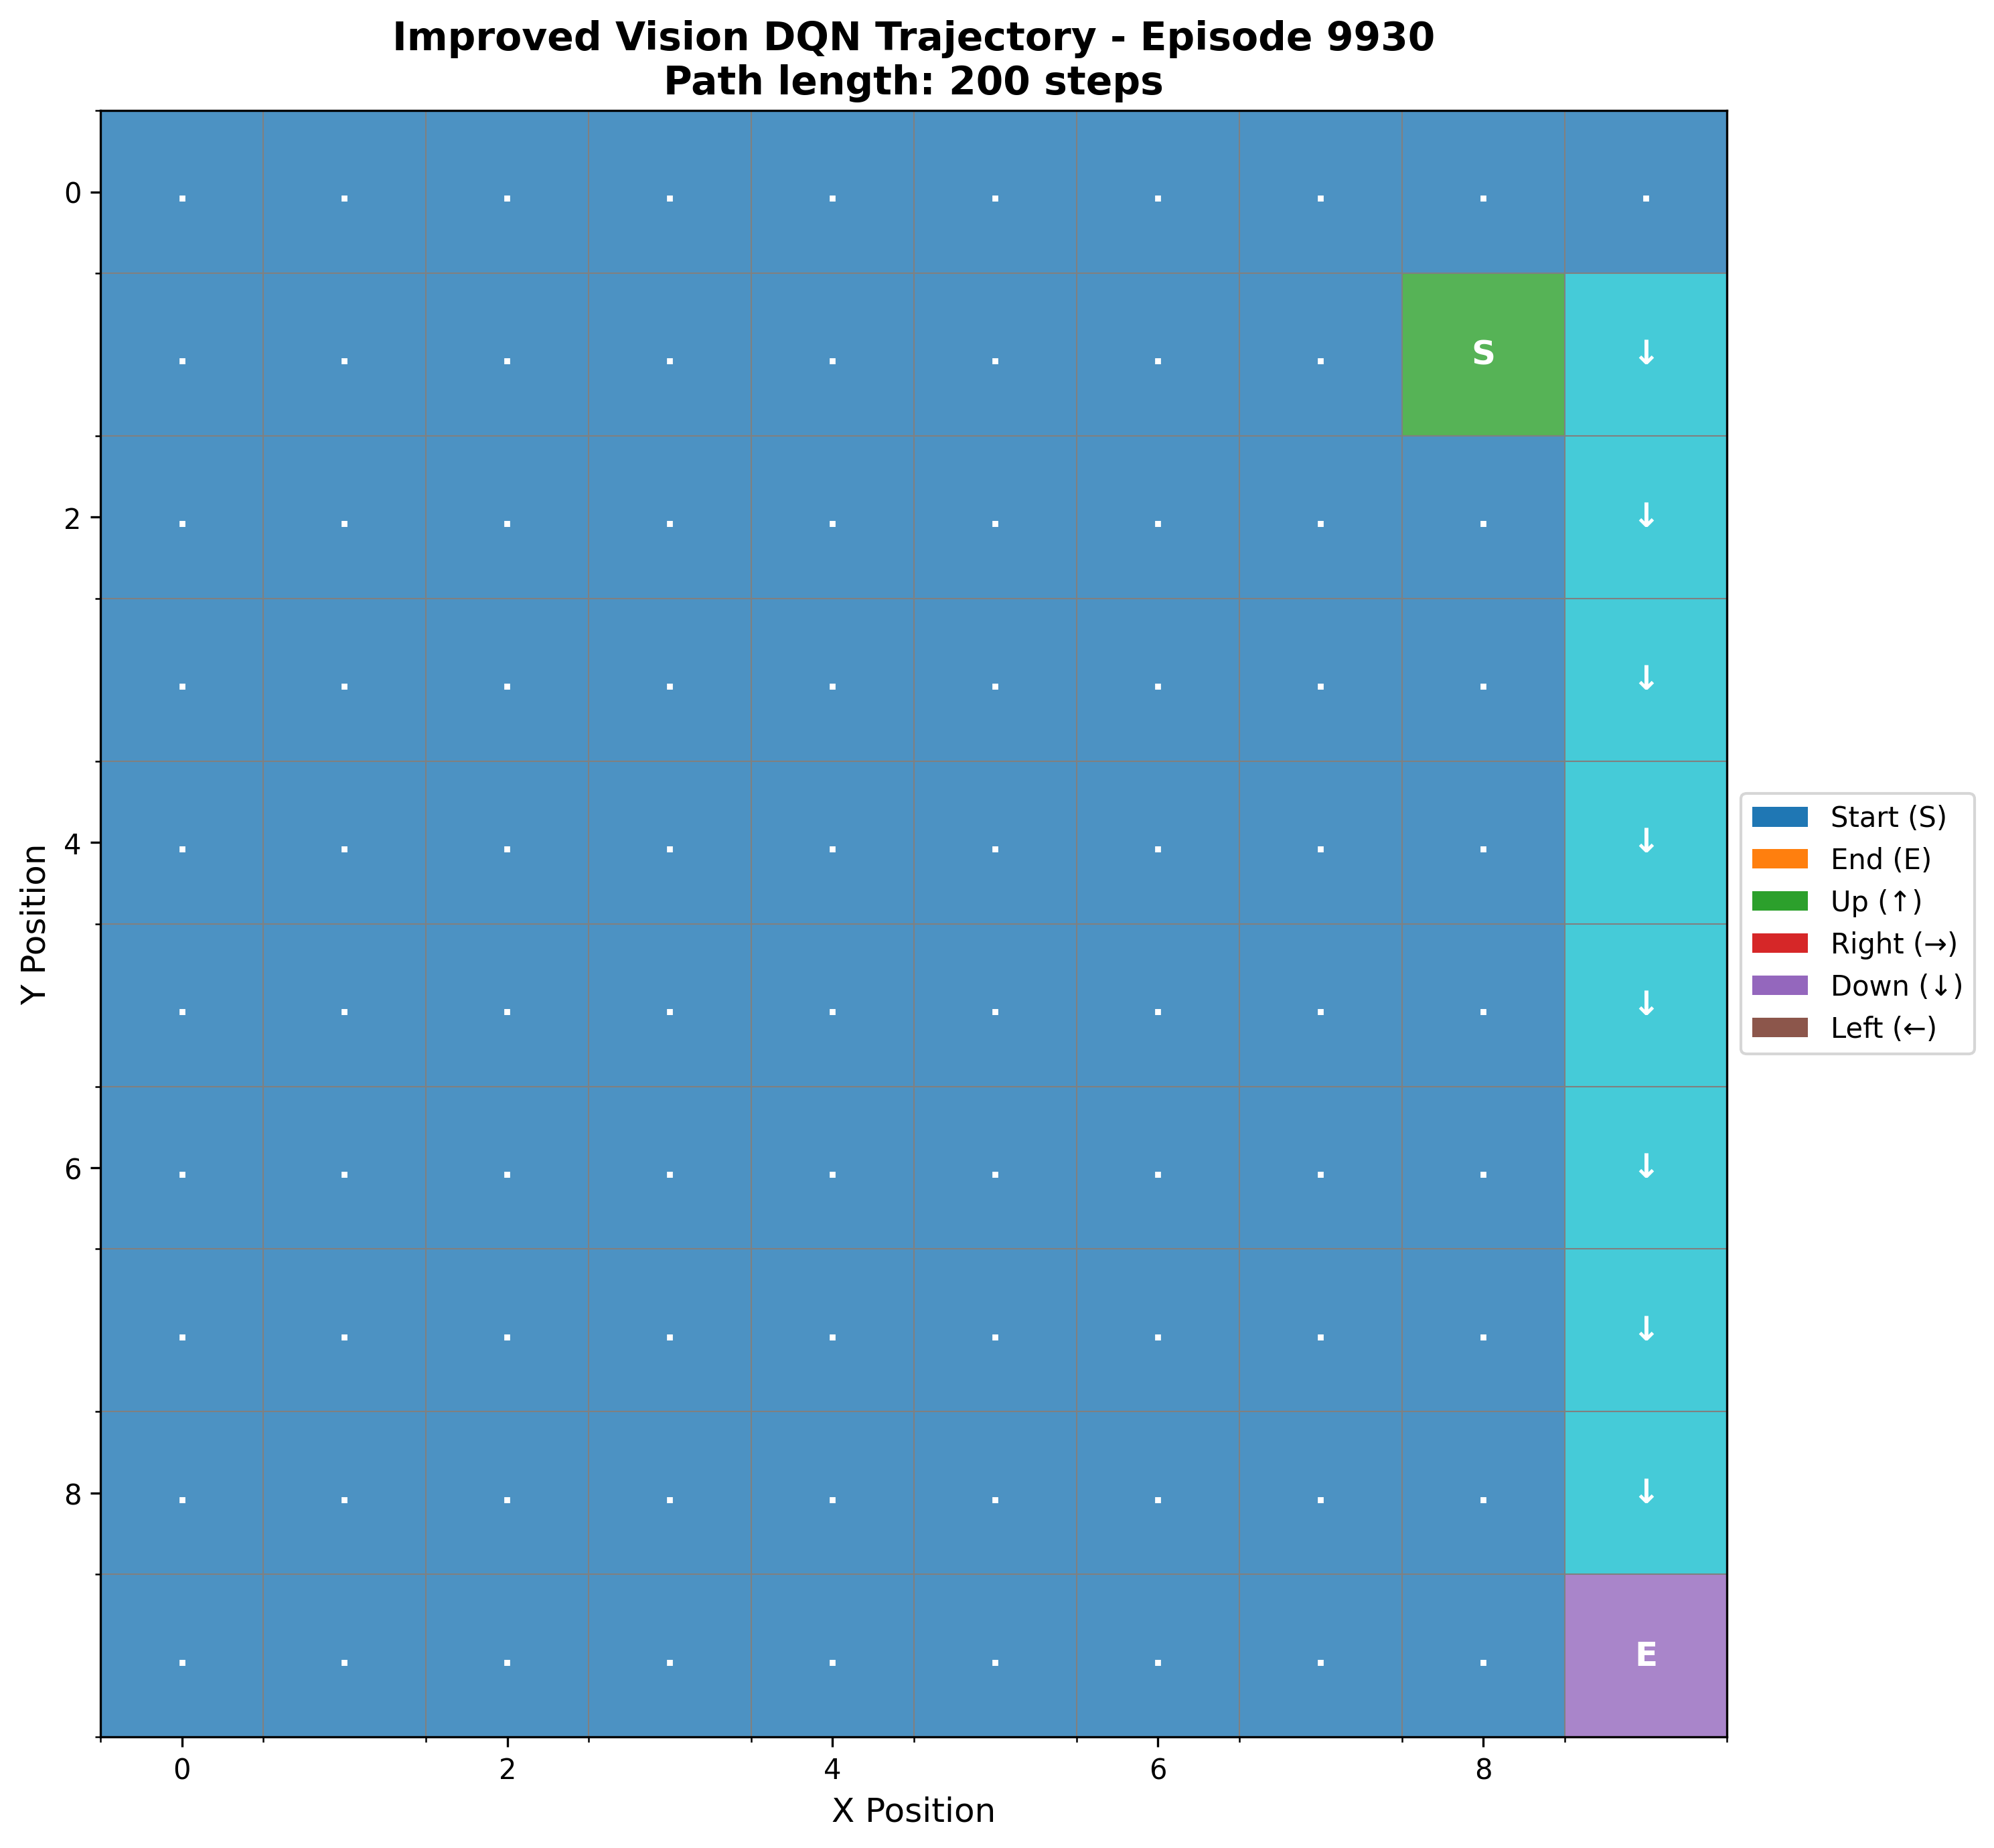 Improved Vision DQN Trajectory - Episode 9930
Path length: 200 steps
0 . . . . . . . . . .
. . . . . . . . S ↓
2 . . . . . . . . . ↓
. . . . . . . . . ↓
4 . . . . . . . . . ↓
. . . . . . . . . ↓
6 . . . . . . . . . ↓
. . . . . . . . . ↓
8 . . . . . . . . . ↓
. . . . . . . . . E
0 2 4 6 8
X Position
Y Position
Start (S)
End (E)
Up (↑)
Right (→)
Down (↓)
Left (←)